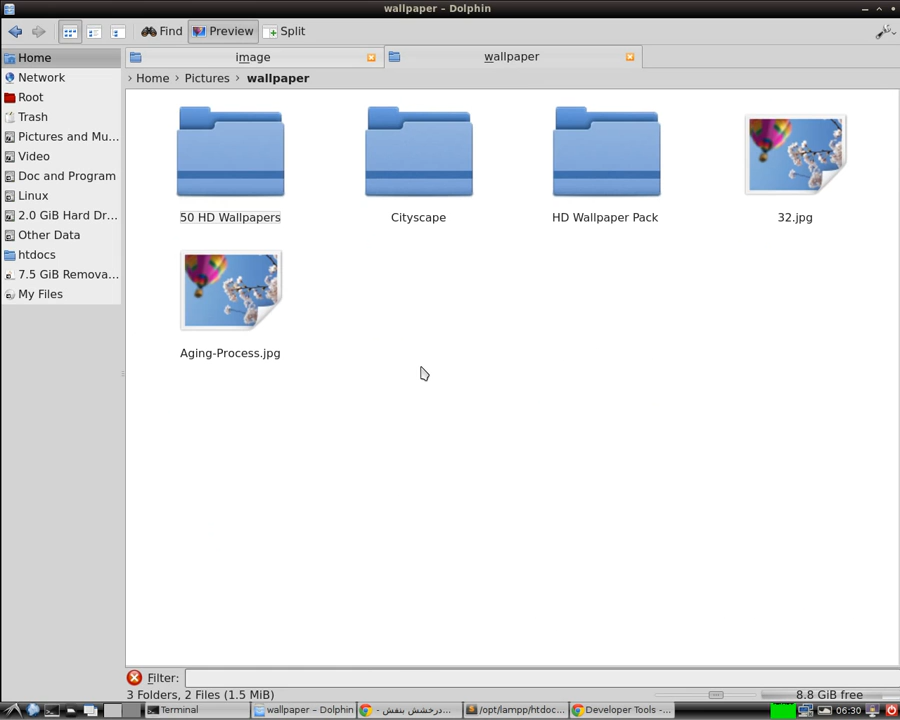 wallpaper – Dolphin
Find Preview Split
image wallpaper
Home Pictures wallpaper
Home
Network
Root
Trash
Pictures and Mu...
Video
Doc and Program
Linux
2.0 GiB Hard Dr...
Other Data
htdocs
7.5 GiB Remova...
My Files
50 HD Wallpapers
Cityscape
HD Wallpaper Pack
32.jpg
Aging-Process.jpg
Filter:
3 Folders, 2 Files (1.5 MiB)
8.8 GiB free
Terminal
wallpaper – Dolphin
درخشش بنفش - ...
/opt/lampp/htdoc...
Developer Tools -...
06:30